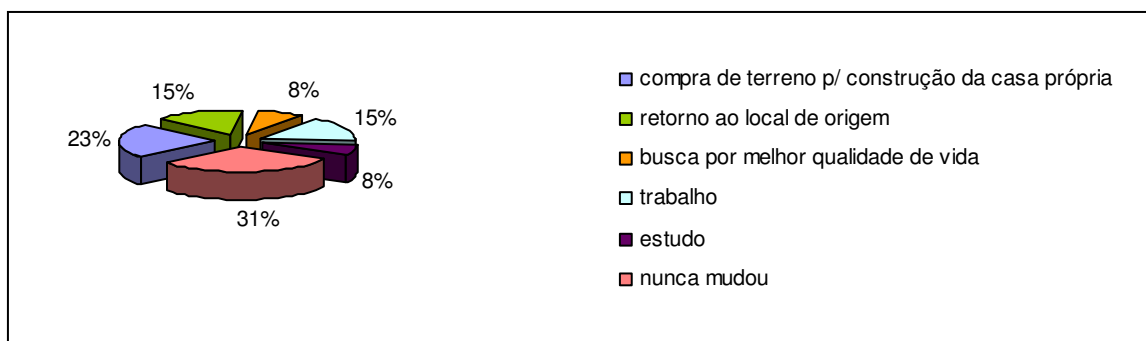 15%
8%
15%
23%
8%
31%
compra de terreno p/ construção da casa própria
retorno ao local de origem
busca por melhor qualidade de vida
trabalho
estudo
nunca mudou